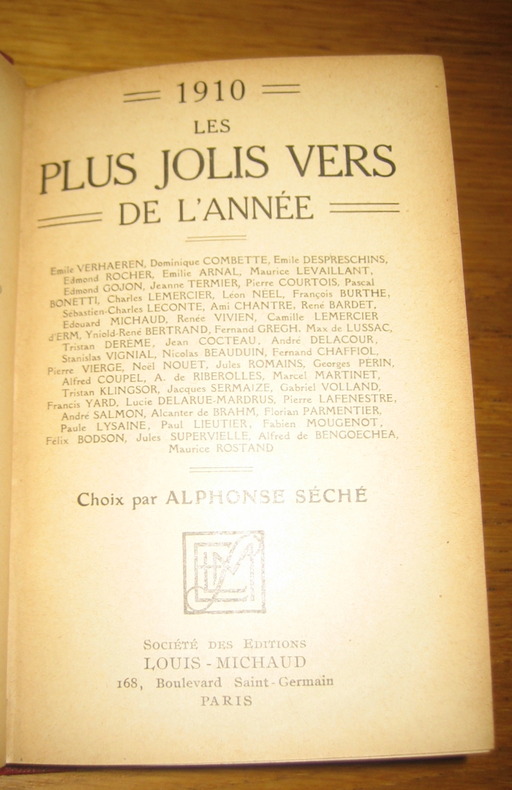 1910
LES
PLUS JOLIS VERS
DE L'ANNÉE
Emile VERHAEREN, Dominique COMBETTE, Emile DESPRESCHINS,
Edmond ROCHER, Emilie ARNAL, Maurice LEVAILLANT,
Edmond GOJON, Jeanne TERMIER, Pierre COURTOIS, Pascal
BONETTI, Charles LEMERCIER, Léon NEEL, François BURTHE,
Sébastien-Charles LECONTE, Ami CHANTRE, René BARDET,
Edouard MICHAUD, Renée VIVIEN, Camille LEMERCIER
d'ERM, Yniold-René BERTRAND, Fernand GREGH, Max de LUSSAC,
Tristan DEREME, Jean COCTEAU, André DELACOUR,
Stanislas VIGNIAL, Nicolas BEAUDUIN, Fernand CHAFFIOL,
Pierre VIERGE, Noël NOUET, Jules ROMAINS, Georges PERIN,
Alfred COUPEL, A. de RIBEROLLES, Marcel MARTINET,
Tristan KLINGSOR, Jacques SERMAIZE, Gabriel VOLLAND,
Francis YARD, Lucie DELARUE-MARDRUS, Pierre LAFENESTRE,
André SALMON, Alcanter de BRAHM, Florian PARMENTIER,
Paule LYSAINE, Paul LIEUTIER, Fabien MOUGENOT,
Félix BODSON, Jules SUPERVIELLE, Alfred de BENGOECHEA,
Maurice ROSTAND
Choix par ALPHONSE SÉCHÉ
SOCIÉTÉ DES EDITIONS
LOUIS-MICHAUD
168, Boulevard Saint-Germain
PARIS